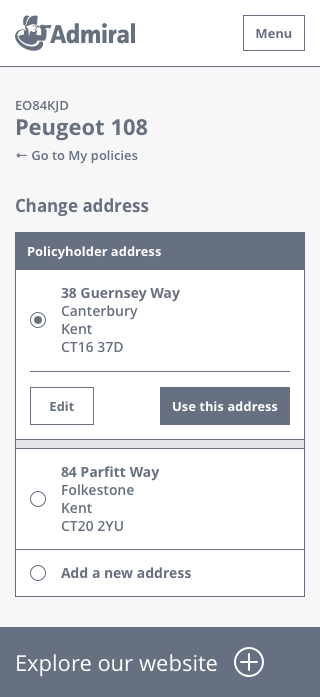 Admiral
Menu
EO84KJD
Peugeot 108
← Go to My policies
Change address
Policyholder address
38 Guernsey Way
Canterbury
Kent
CT16 37D
Edit
Use this address
84 Parfitt Way
Folkestone
Kent
CT20 2YU
Add a new address
Explore our website